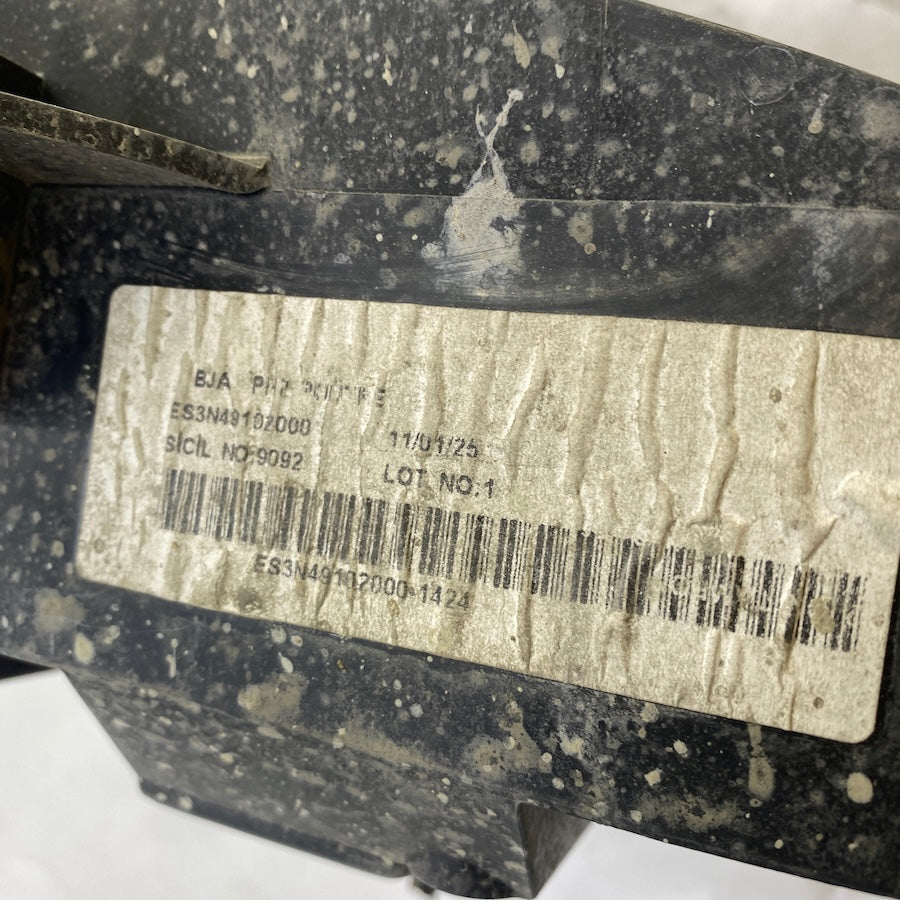 BJA
ES3N49102000
SICIL NO:9092
11/01/25
LOT NO:1
ES3N49102000-1424